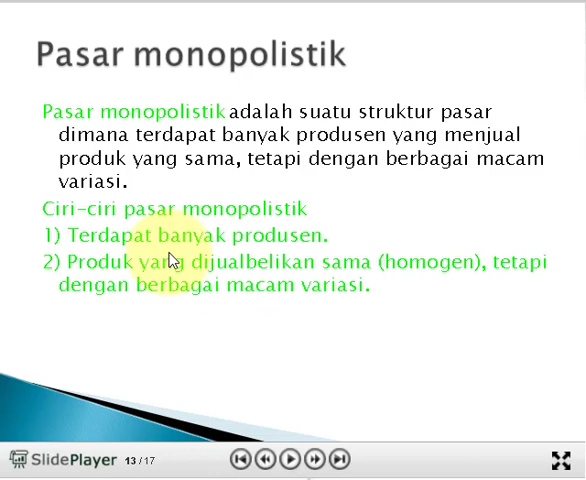 Pasar monopolistik
Pasar monopolistik adalah suatu struktur pasar
dimana terdapat banyak produsen yang menjual
produk yang sama, tetapi dengan berbagai macam
variasi.
Ciri-ciri pasar monopolistik
1) Terdapat banyak produsen.
2) Produk yang dijualbelikan sama (homogen), tetapi
dengan berbagai macam variasi.
SlidePlayer 13 / 17